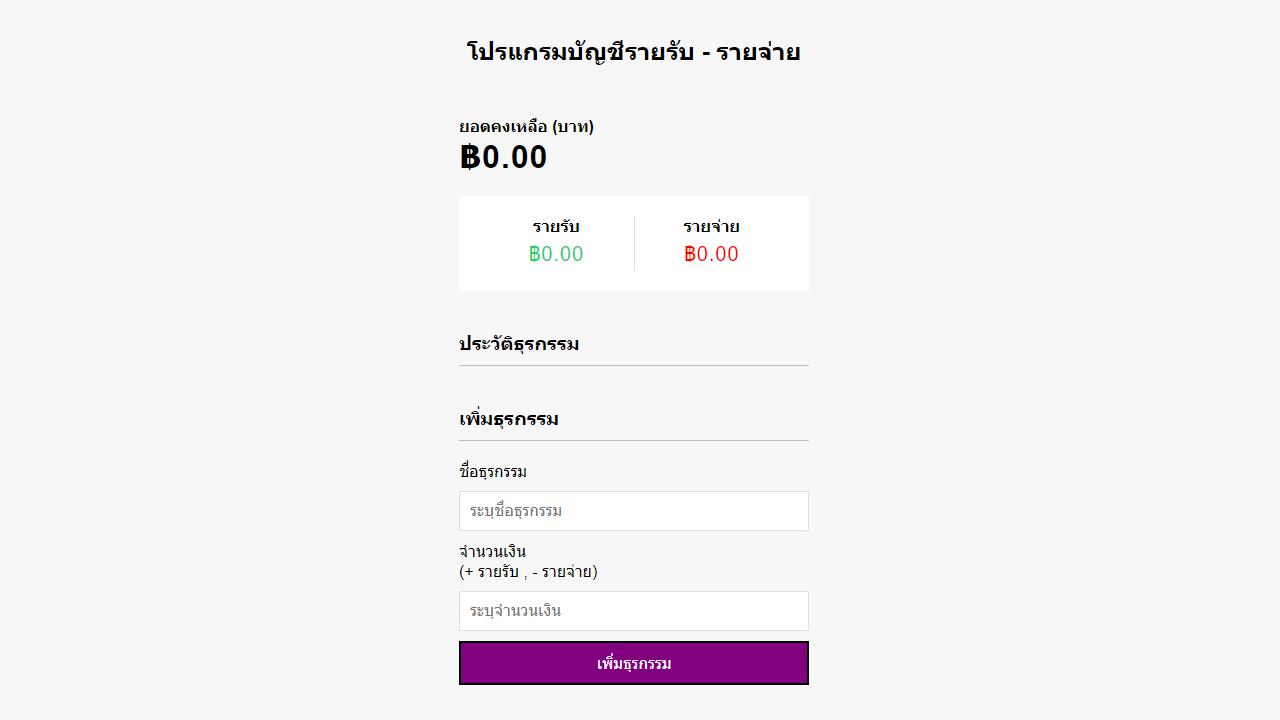 โปรแกรมบัญชีรายรับ - รายจ่าย
ยอดคงเหลือ (บาท)
฿0.00
รายรับ รายจ่าย
฿0.00 ฿0.00
ประวัติธุรกรรม
เพิ่มธุรกรรม
ชื่อธุรกรรม
ระบุชื่อธุรกรรม
จำนวนเงิน
(+ รายรับ , - รายจ่าย)
ระบุจำนวนเงิน
เพิ่มธุรกรรม